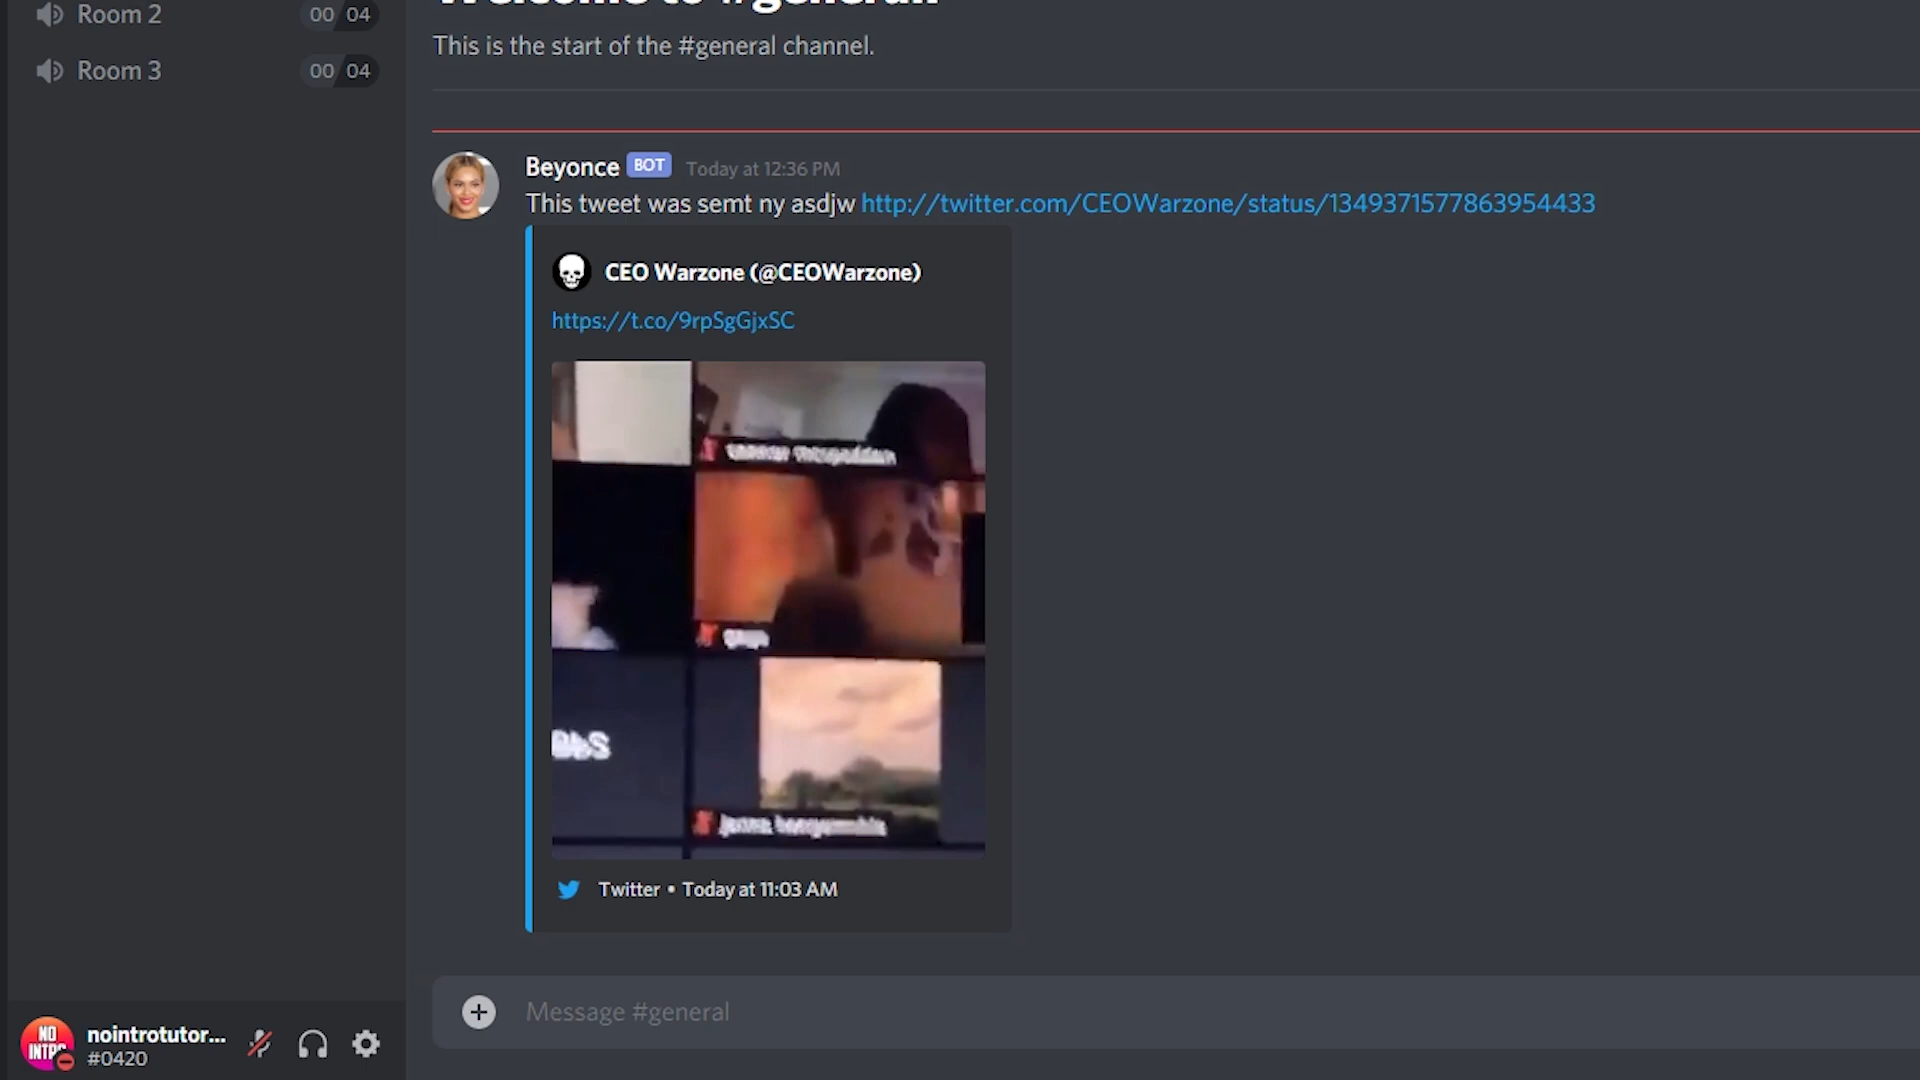 Room 2 00 04
This is the start of the #general channel.
Room 3 00 04
Beyonce BOT Today at 12:36 PM
This tweet was semt ny asdjw http://twitter.com/CEOWarzone/status/1349371577863954433
CEO Warzone (@CEOWarzone)
https://t.co/9rpSgGjxSC
Twitter • Today at 11:03 AM
Message #general
NO
nointrotutor...
#0420